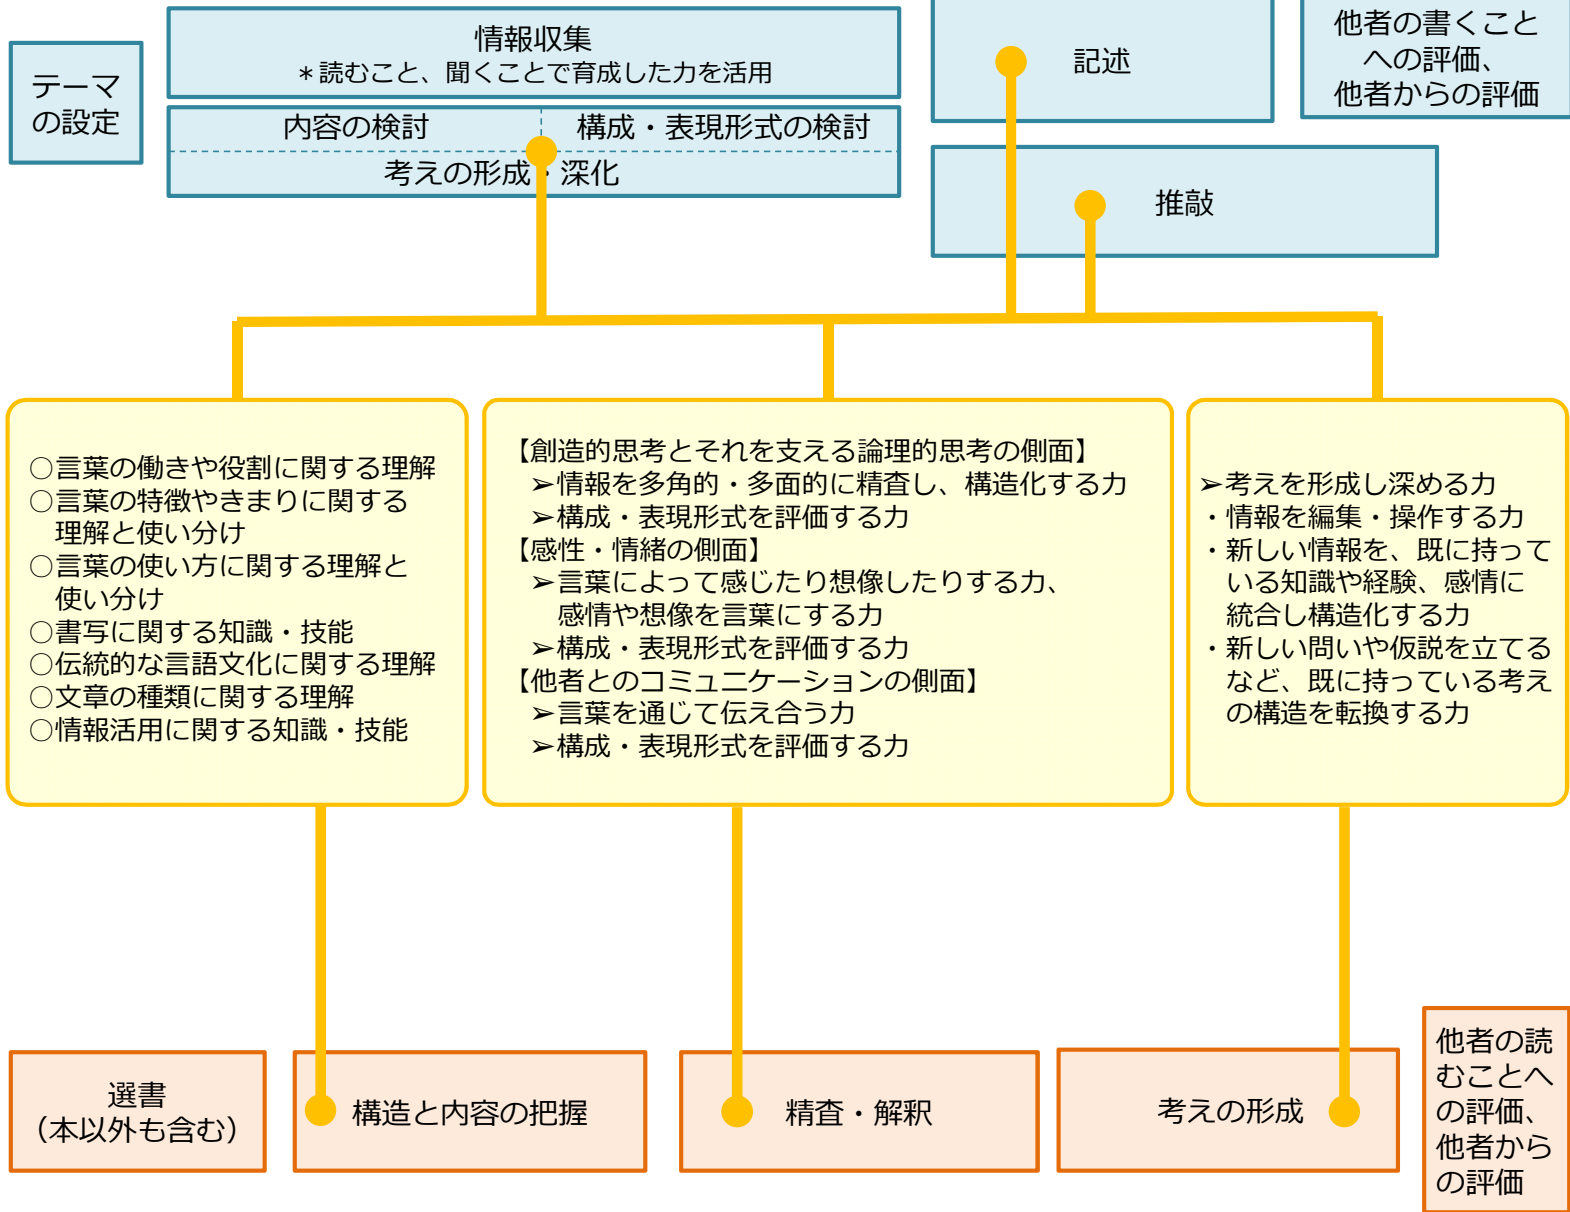 テーマ
の設定
情報収集
＊読むこと、聞くことで育成した力を活用
内容の検討
構成・表現形式の検討
考えの形成・深化
記述
推敲
他者の書くこと
への評価、
他者からの評価
○言葉の働きや役割に関する理解
○言葉の特徴やきまりに関する
理解と使い分け
○言葉の使い方に関する理解と
使い分け
○書写に関する知識・技能
○伝統的な言語文化に関する理解
○文章の種類に関する理解
○情報活用に関する知識・技能
【創造的思考とそれを支える論理的思考の側面】
➢情報を多角的・多面的に精査し、構造化する力
➢構成・表現形式を評価する力
【感性・情緒の側面】
➢言葉によって感じたり想像したりする力、
感情や想像を言葉にする力
➢構成・表現形式を評価する力
【他者とのコミュニケーションの側面】
➢言葉を通じて伝え合う力
➢構成・表現形式を評価する力
➢考えを形成し深める力
・情報を編集・操作する力
・新しい情報を、既に持って
いる知識や経験、感情に
統合し構造化する力
・新しい問いや仮説を立てる
など、既に持っている考え
の構造を転換する力
選書
（本以外も含む）
構造と内容の把握
精査・解釈
考えの形成
他者の読
むことへ
の評価、
他者から
の評価